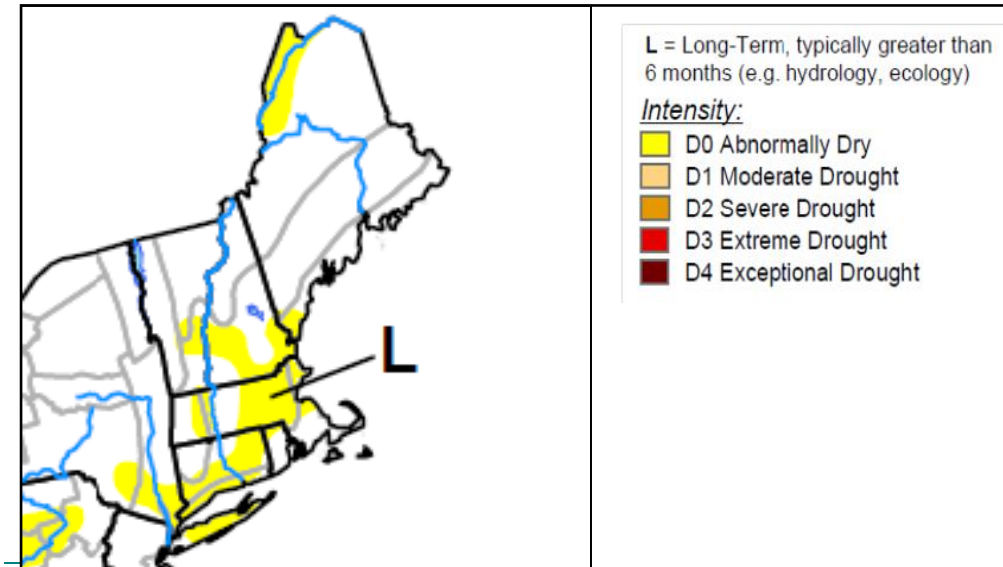 L
L = Long-Term, typically greater than
6 months (e.g. hydrology, ecology)
Intensity:
D0 Abnormally Dry
D1 Moderate Drought
D2 Severe Drought
D3 Extreme Drought
D4 Exceptional Drought